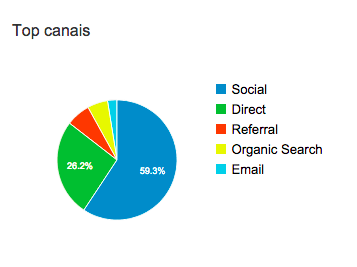 Top canais
Social
Direct
Referral
Organic Search
Email
26.2%
59.3%